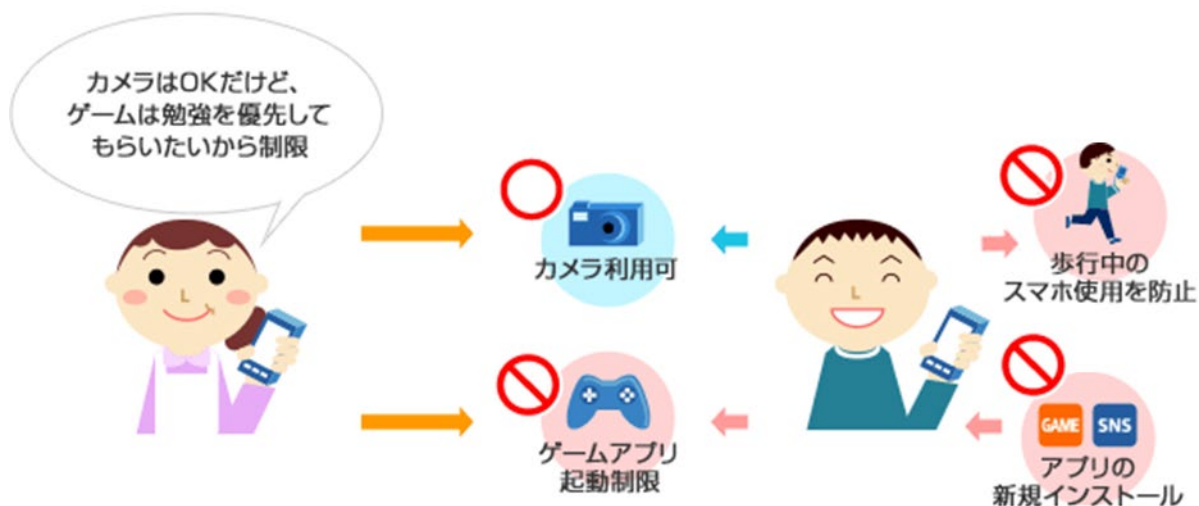 カメラはOKだけど、
ゲームは勉強を優先して
もらいたいから制限
カメラ利用可
歩行中の
スマホ使用を防止
ゲームアプリ
起動制限
GAME
SNS
アプリの
新規インストール